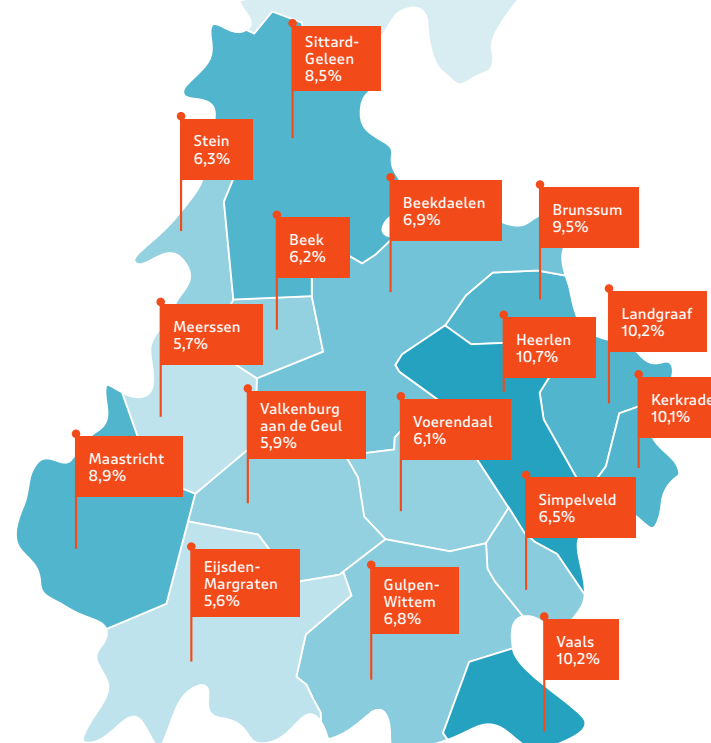 Sittard-
Geleen
8,5%
Stein
6,3%
Beekdaelen
6,9%
Brunssum
9,5%
Beek
6,2%
Landgraaf
10,2%
Meerssen
5,7%
Heerlen
10,7%
Kerkrade
10,1%
Valkenburg
aan de Geul
5,9%
Voerendaal
6,1%
Maastricht
8,9%
Simpelveld
6,5%
Eijsden-
Margraten
5,6%
Gulpen-
Wittem
6,8%
Vaals
10,2%